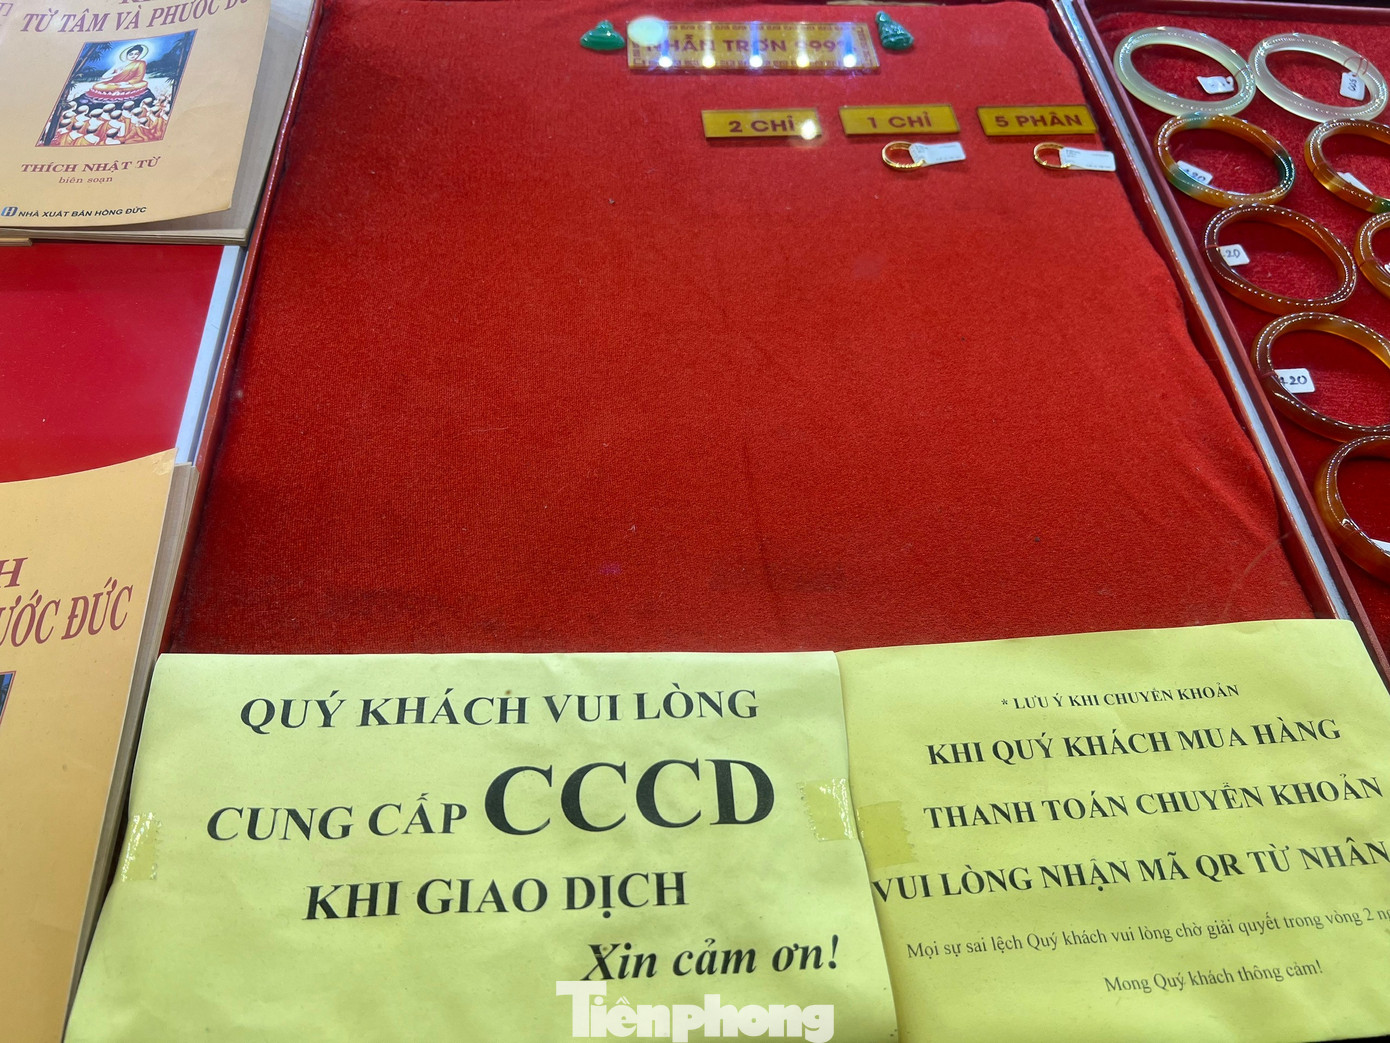 TỪ TÂM VÀ PHƯỚC
THÍCH NHẬT TỪ
biên soạn
NHÀ XUẤT BẢN HỒNG ĐỨC
NHẪN TRƠN 999
2 CHỈ
1 CHỈ
5 PHÂN
420
420
QUÝ KHÁCH VUI LÒNG
CUNG CẤP CCCD
KHI GIAO DỊCH
Xin cảm ơn!
* LƯU Ý KHI CHUYỂN KHOẢN
KHI QUÝ KHÁCH MUA HÀNG
THANH TOÁN CHUYỂN KHOẢN
VUI LÒNG NHẬN MÃ QR TỪ NHÂN
Mọi sự sai lệch Quý khách vui lòng chờ giải quyết trong vòng 2
Mong Quý khách thông cảm!
ƯỚC ĐỨC
Tiênphong